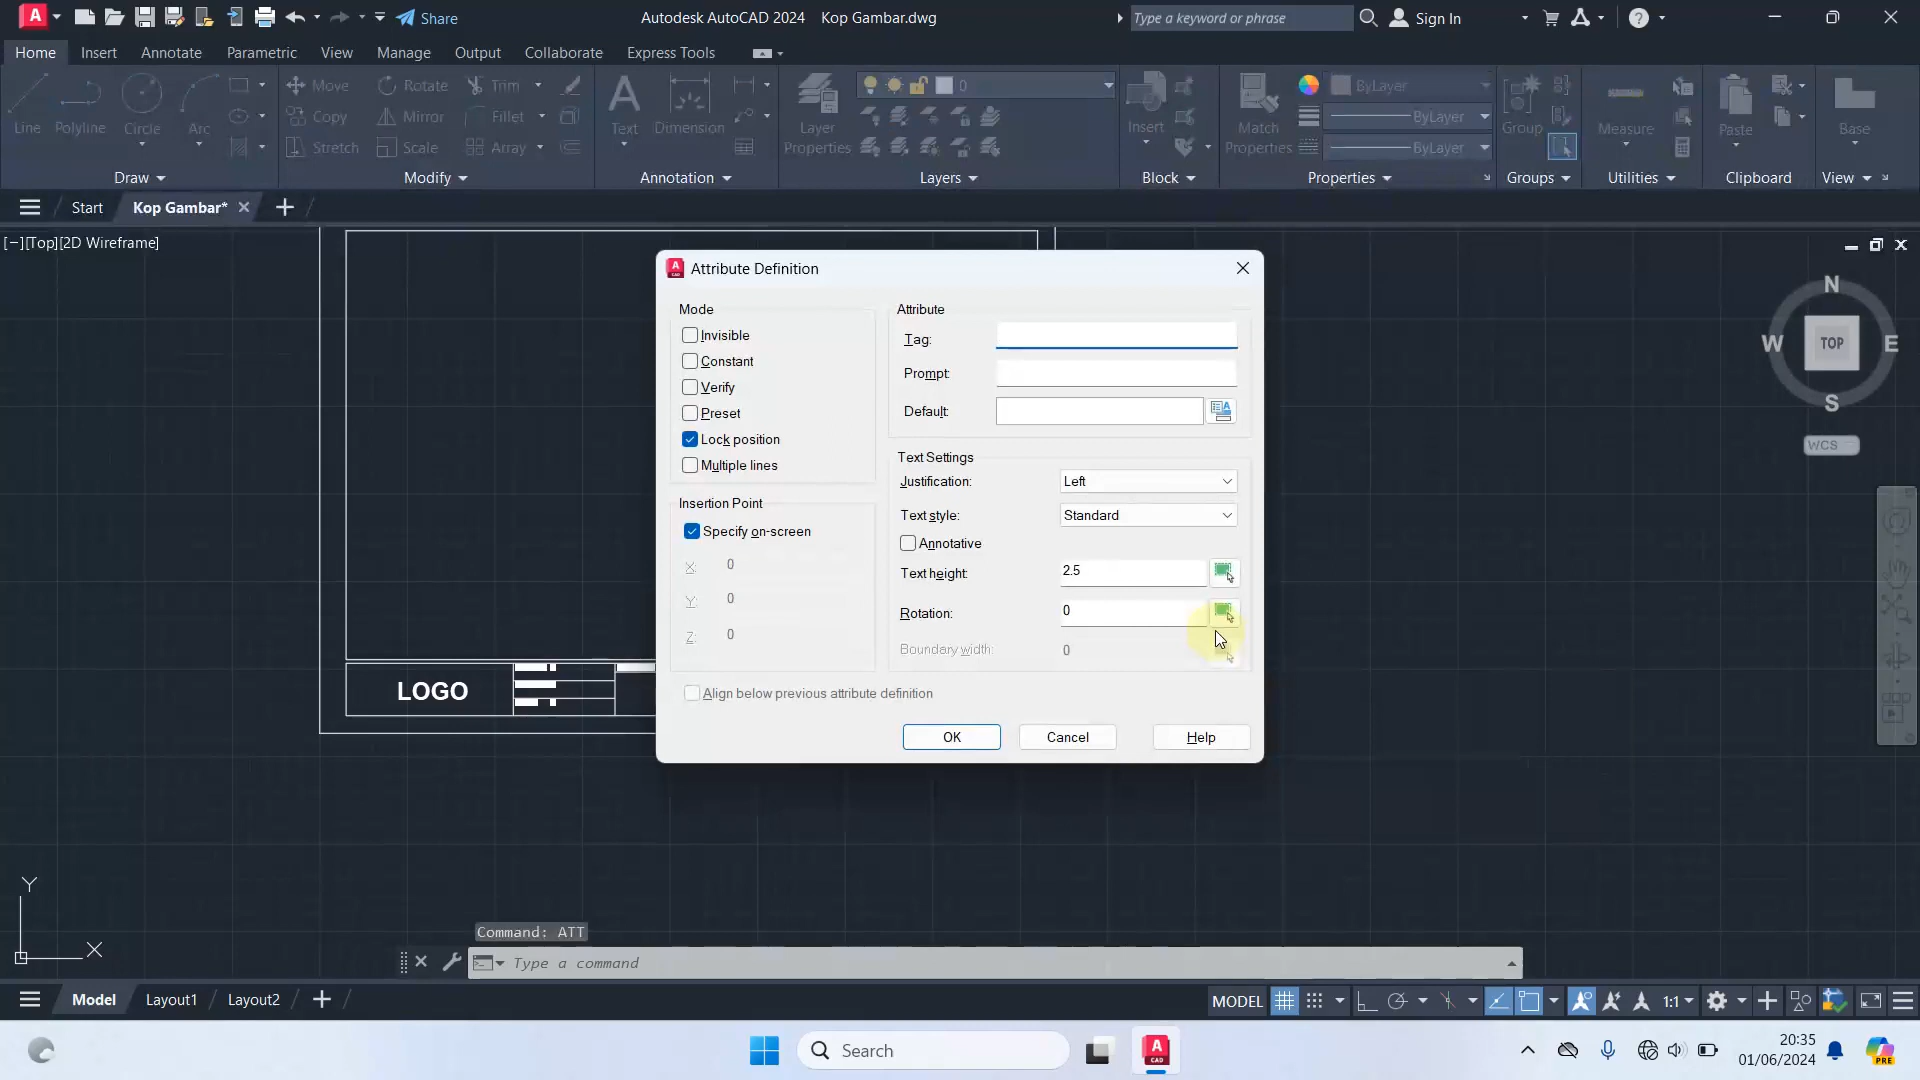 Share
Autodesk AutoCAD 2024 Kop Gambar.dwg
Type a keyword or phrase
Sign In
Home Insert Annotate Parametric View Manage Output Collaborate Express Tools
Line Polyline Circle Arc
Move Rotate Trim
Copy Mirror Fillet
Stretch Scale Array
Text Dimension
Layer Properties
0
Insert
Match Properties
ByLayer
ByLayer
ByLayer
Group
Measure
Paste
Base
Draw Modify Annotation Layers Block Properties Groups Utilities Clipboard View
Start Kop Gambar*
[−][Top][2D Wireframe]
N
W TOP E
S
WCS
Attribute Definition
Mode
Invisible
Constant
Verify
Preset
Lock position
Multiple lines
Insertion Point
Specify on-screen
X: 0
Y: 0
Z: 0
Attribute
Tag:
Prompt:
Default:
Text Settings
Justification: Left
Text style: Standard
Annotative
Text height: 2.5
Rotation: 0
Boundary width: 0
Align below previous attribute definition
OK Cancel Help
LOGO
Y
X
Command: ATT
Type a command
Model Layout1 Layout2
MODEL 1:1
Search
20:35
01/06/2024
PRE